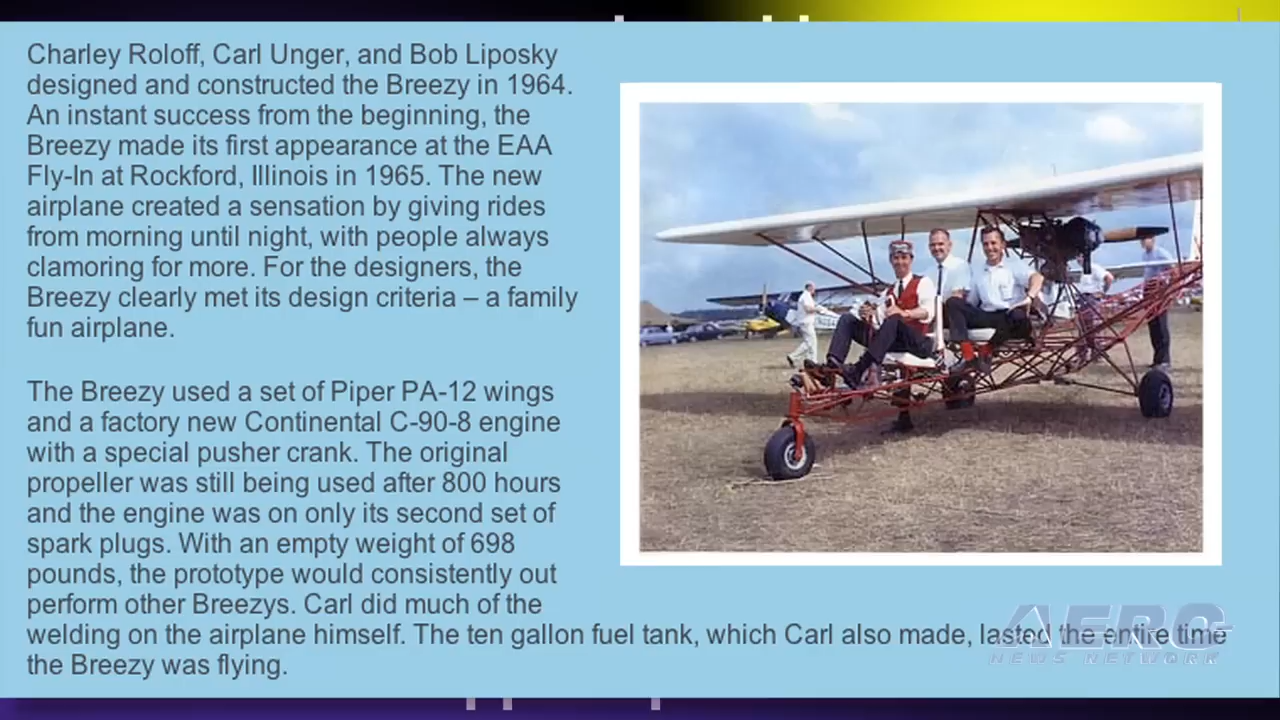 Charley Roloff, Carl Unger, and Bob Liposky
designed and constructed the Breezy in 1964.
An instant success from the beginning, the
Breezy made its first appearance at the EAA
Fly-In at Rockford, Illinois in 1965. The new
airplane created a sensation by giving rides
from morning until night, with people always
clamoring for more. For the designers, the
Breezy clearly met its design criteria – a family
fun airplane.
The Breezy used a set of Piper PA-12 wings
and a factory new Continental C-90-8 engine
with a special pusher crank. The original
propeller was still being used after 800 hours
and the engine was on only its second set of
spark plugs. With an empty weight of 698
pounds, the prototype would consistently out
perform other Breezys. Carl did much of the
welding on the airplane himself. The ten gallon fuel tank, which Carl also made, lasted the entire time
the Breezy was flying.
AERO
NEWS NETWORK